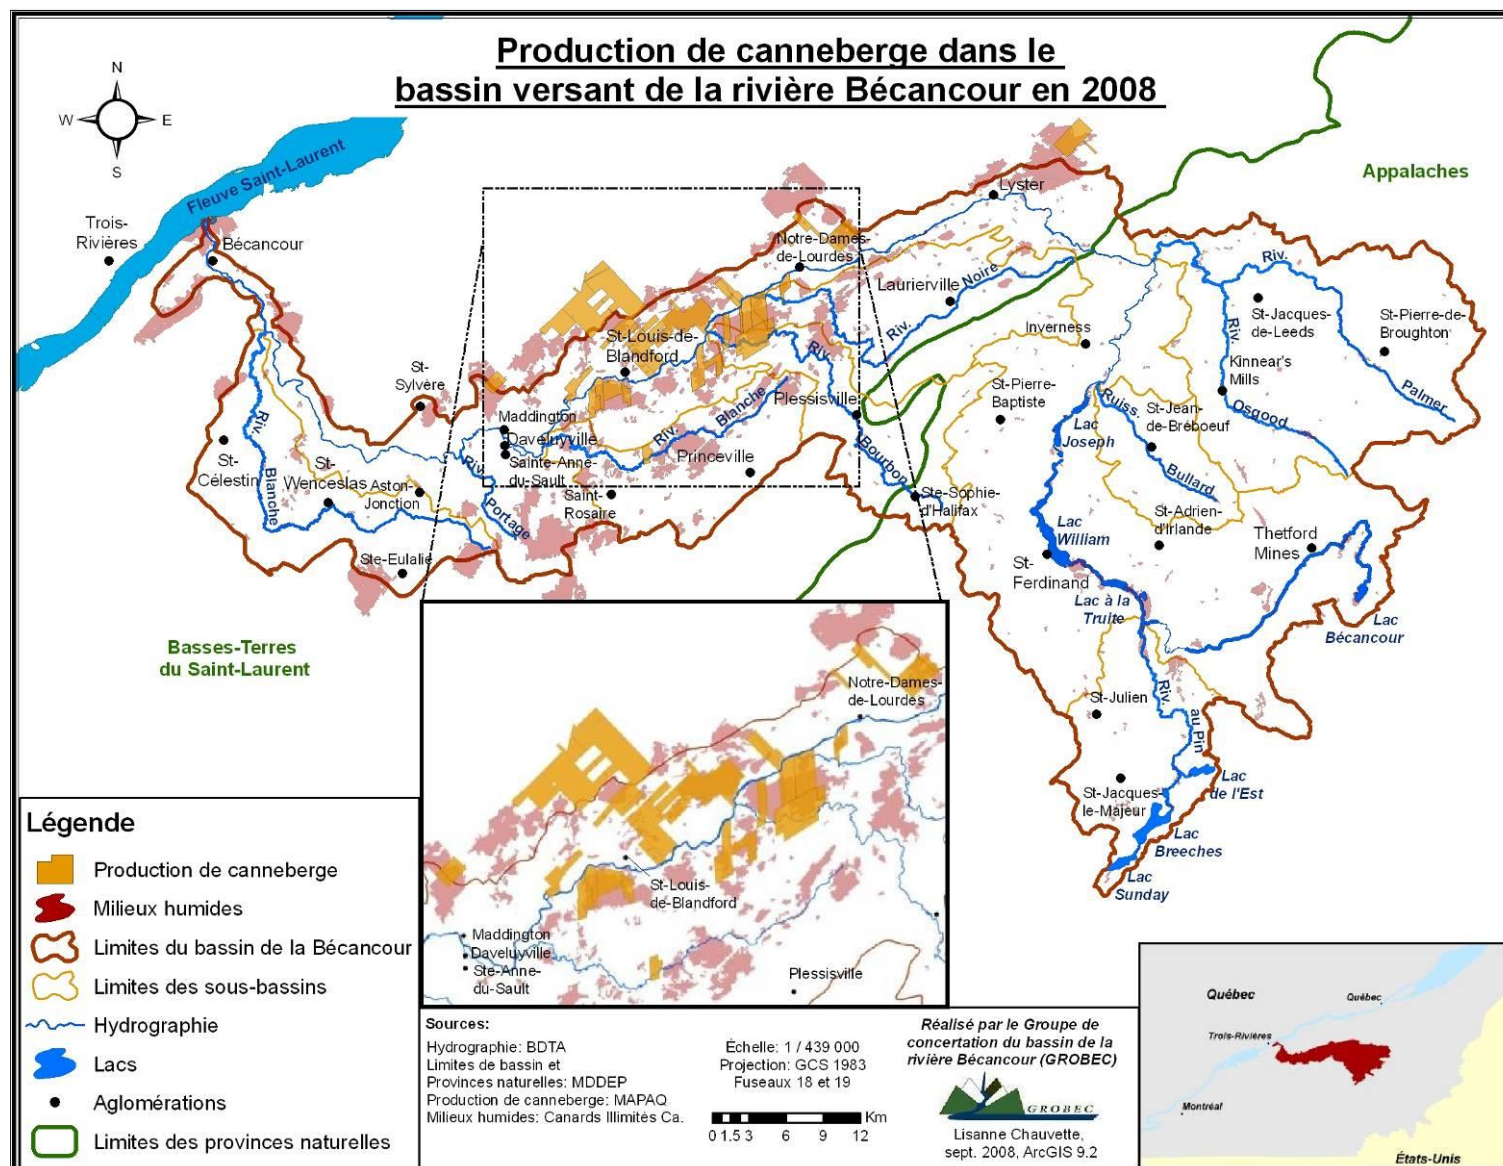 Production de canneberge dans le
bassin versant de la rivière Bécancour en 2008
N
W
E
S
Fleuve Saint-Laurent
Trois-
Rivières
Bécancour
Appalaches
Lyster
Notre-Dames-
de-Lourdes
Laurierville
Riv.
Noire
Riv.
St-Jacques-
de-Leeds
St-Pierre-de-
Broughton
Riv.
Kinnear's
Mills
Osgood
Palmer
Inverness
St-Pierre-
Baptiste
St-Louis-de-
Blandford
Riv.
St-
Sylvère
Maddington
Daveluyville
Sainte-Anne-
du-Sault
Riv.
Blanche
Plessisville
Princeville
Bourbon
Saint-
Rosaire
Ste-Sophie-
d'Halifax
Lac
Joseph
Ruiss.
St-Jean-
de-Bréboeuf
Bullard
St-Adrien-
d'Irlande
Thetford
Mines
Lac
William
St-
Ferdinand
Lac à la
Truite
Lac
Bécancour
St-
Célestin
Riv.
Blanche
St-
Wenceslas
Aston-
Jonction
Riv.
Portage
Ste-Eulalie
Basses-Terres
du Saint-Laurent
St-Julien
Riv.
au Pin
St-Jacques-
le-Majeur
Lac
de l'Est
Lac
Breeches
Lac
Sunday
Notre-Dames-
de-Lourdes
St-Louis-
de-Blandford
Maddington
Daveluyville
Ste-Anne-
du-Sault
Plessisville
Légende
Production de canneberge
Milieux humides
Limites du bassin de la Bécancour
Limites des sous-bassins
Hydrographie
Lacs
Aglomérations
Limites des provinces naturelles
Sources:
Hydrographie: BDTA
Limites de bassin et
Provinces naturelles: MDDEP
Production de canneberge: MAPAQ
Milieux humides: Canards Illimités Ca.
Échelle: 1 / 439 000
Projection: GCS 1983
Fuseaux 18 et 19
Km
0 1.5 3 6 9 12
Réalisé par le Groupe de
concertation du bassin de la
rivière Bécancour (GROBEC)
GROBEC
Lisanne Chauvette,
sept. 2008, ArcGIS 9.2
Québec
Québec
Trois-Rivières
Montréal
États-Unis